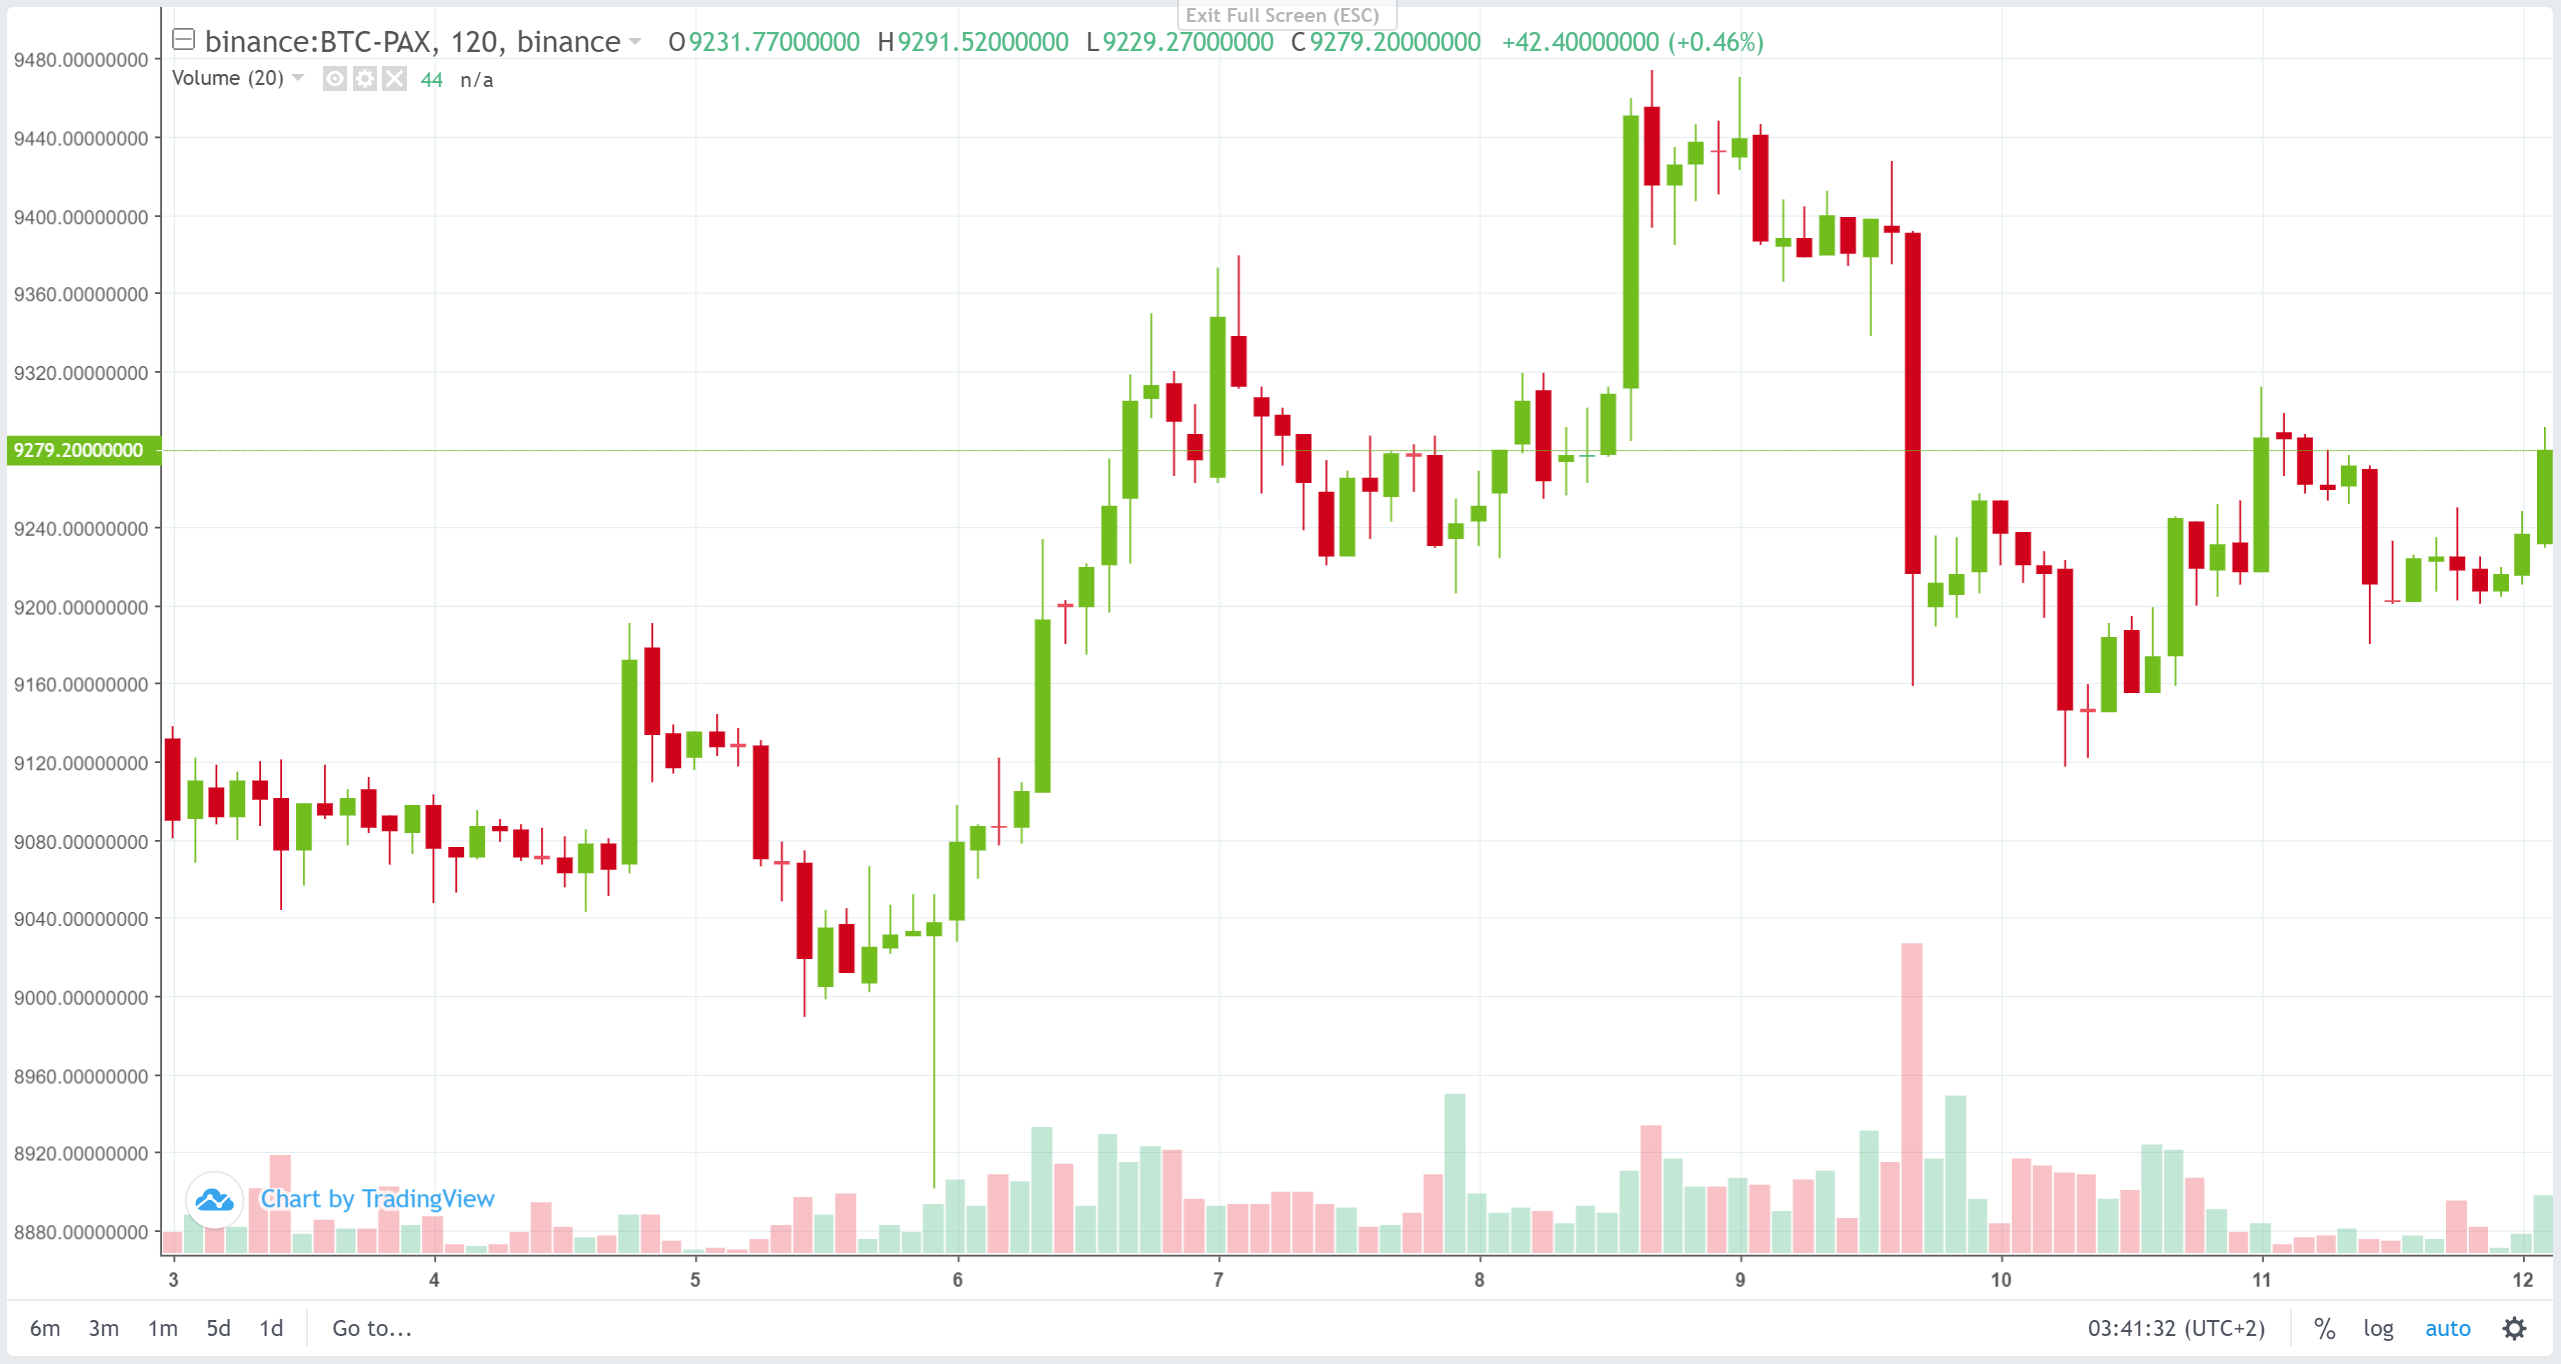 Exit Full Screen (ESC)
binance:BTC-PAX, 120, binance O9231.77000000 H9291.52000000 L9229.27000000 C9279.20000000 +42.40000000 (+0.46%)
Volume (20) 44 n/a
9480.00000000
9440.00000000
9400.00000000
9360.00000000
9320.00000000
9279.20000000
9240.00000000
9200.00000000
9160.00000000
9120.00000000
9080.00000000
9040.00000000
9000.00000000
8960.00000000
8920.00000000
8880.00000000
Chart by TradingView
3 4 5 6 7 8 9 10 11 12
6m 3m 1m 5d 1d Go to... 03:41:32 (UTC+2) % log auto